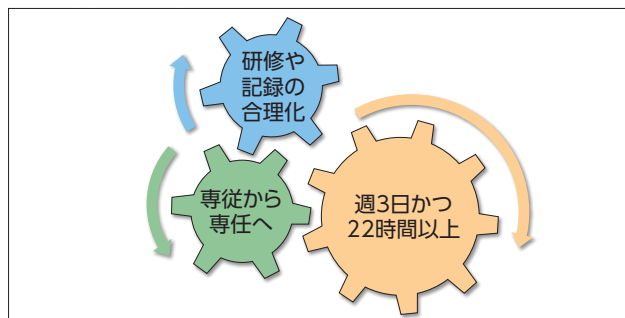 研修や
記録の
合理化
専従から
専任へ
週3日かつ
22時間以上